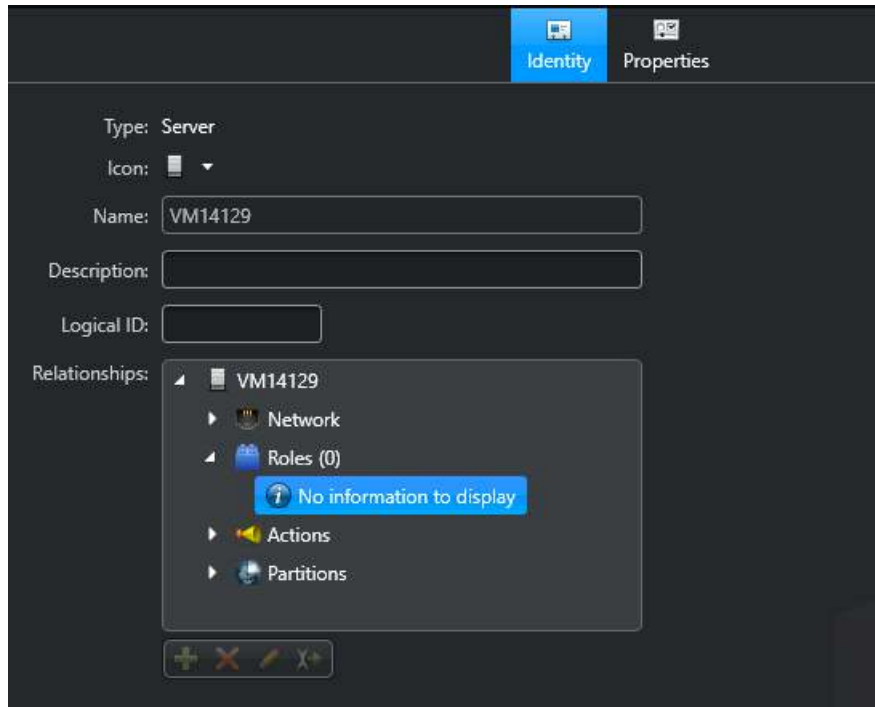 Identity Properties
Type: Server
Icon:
Name: VM14129
Description:
Logical ID:
Relationships: VM14129
Network
Roles (0)
No information to display
Actions
Partitions